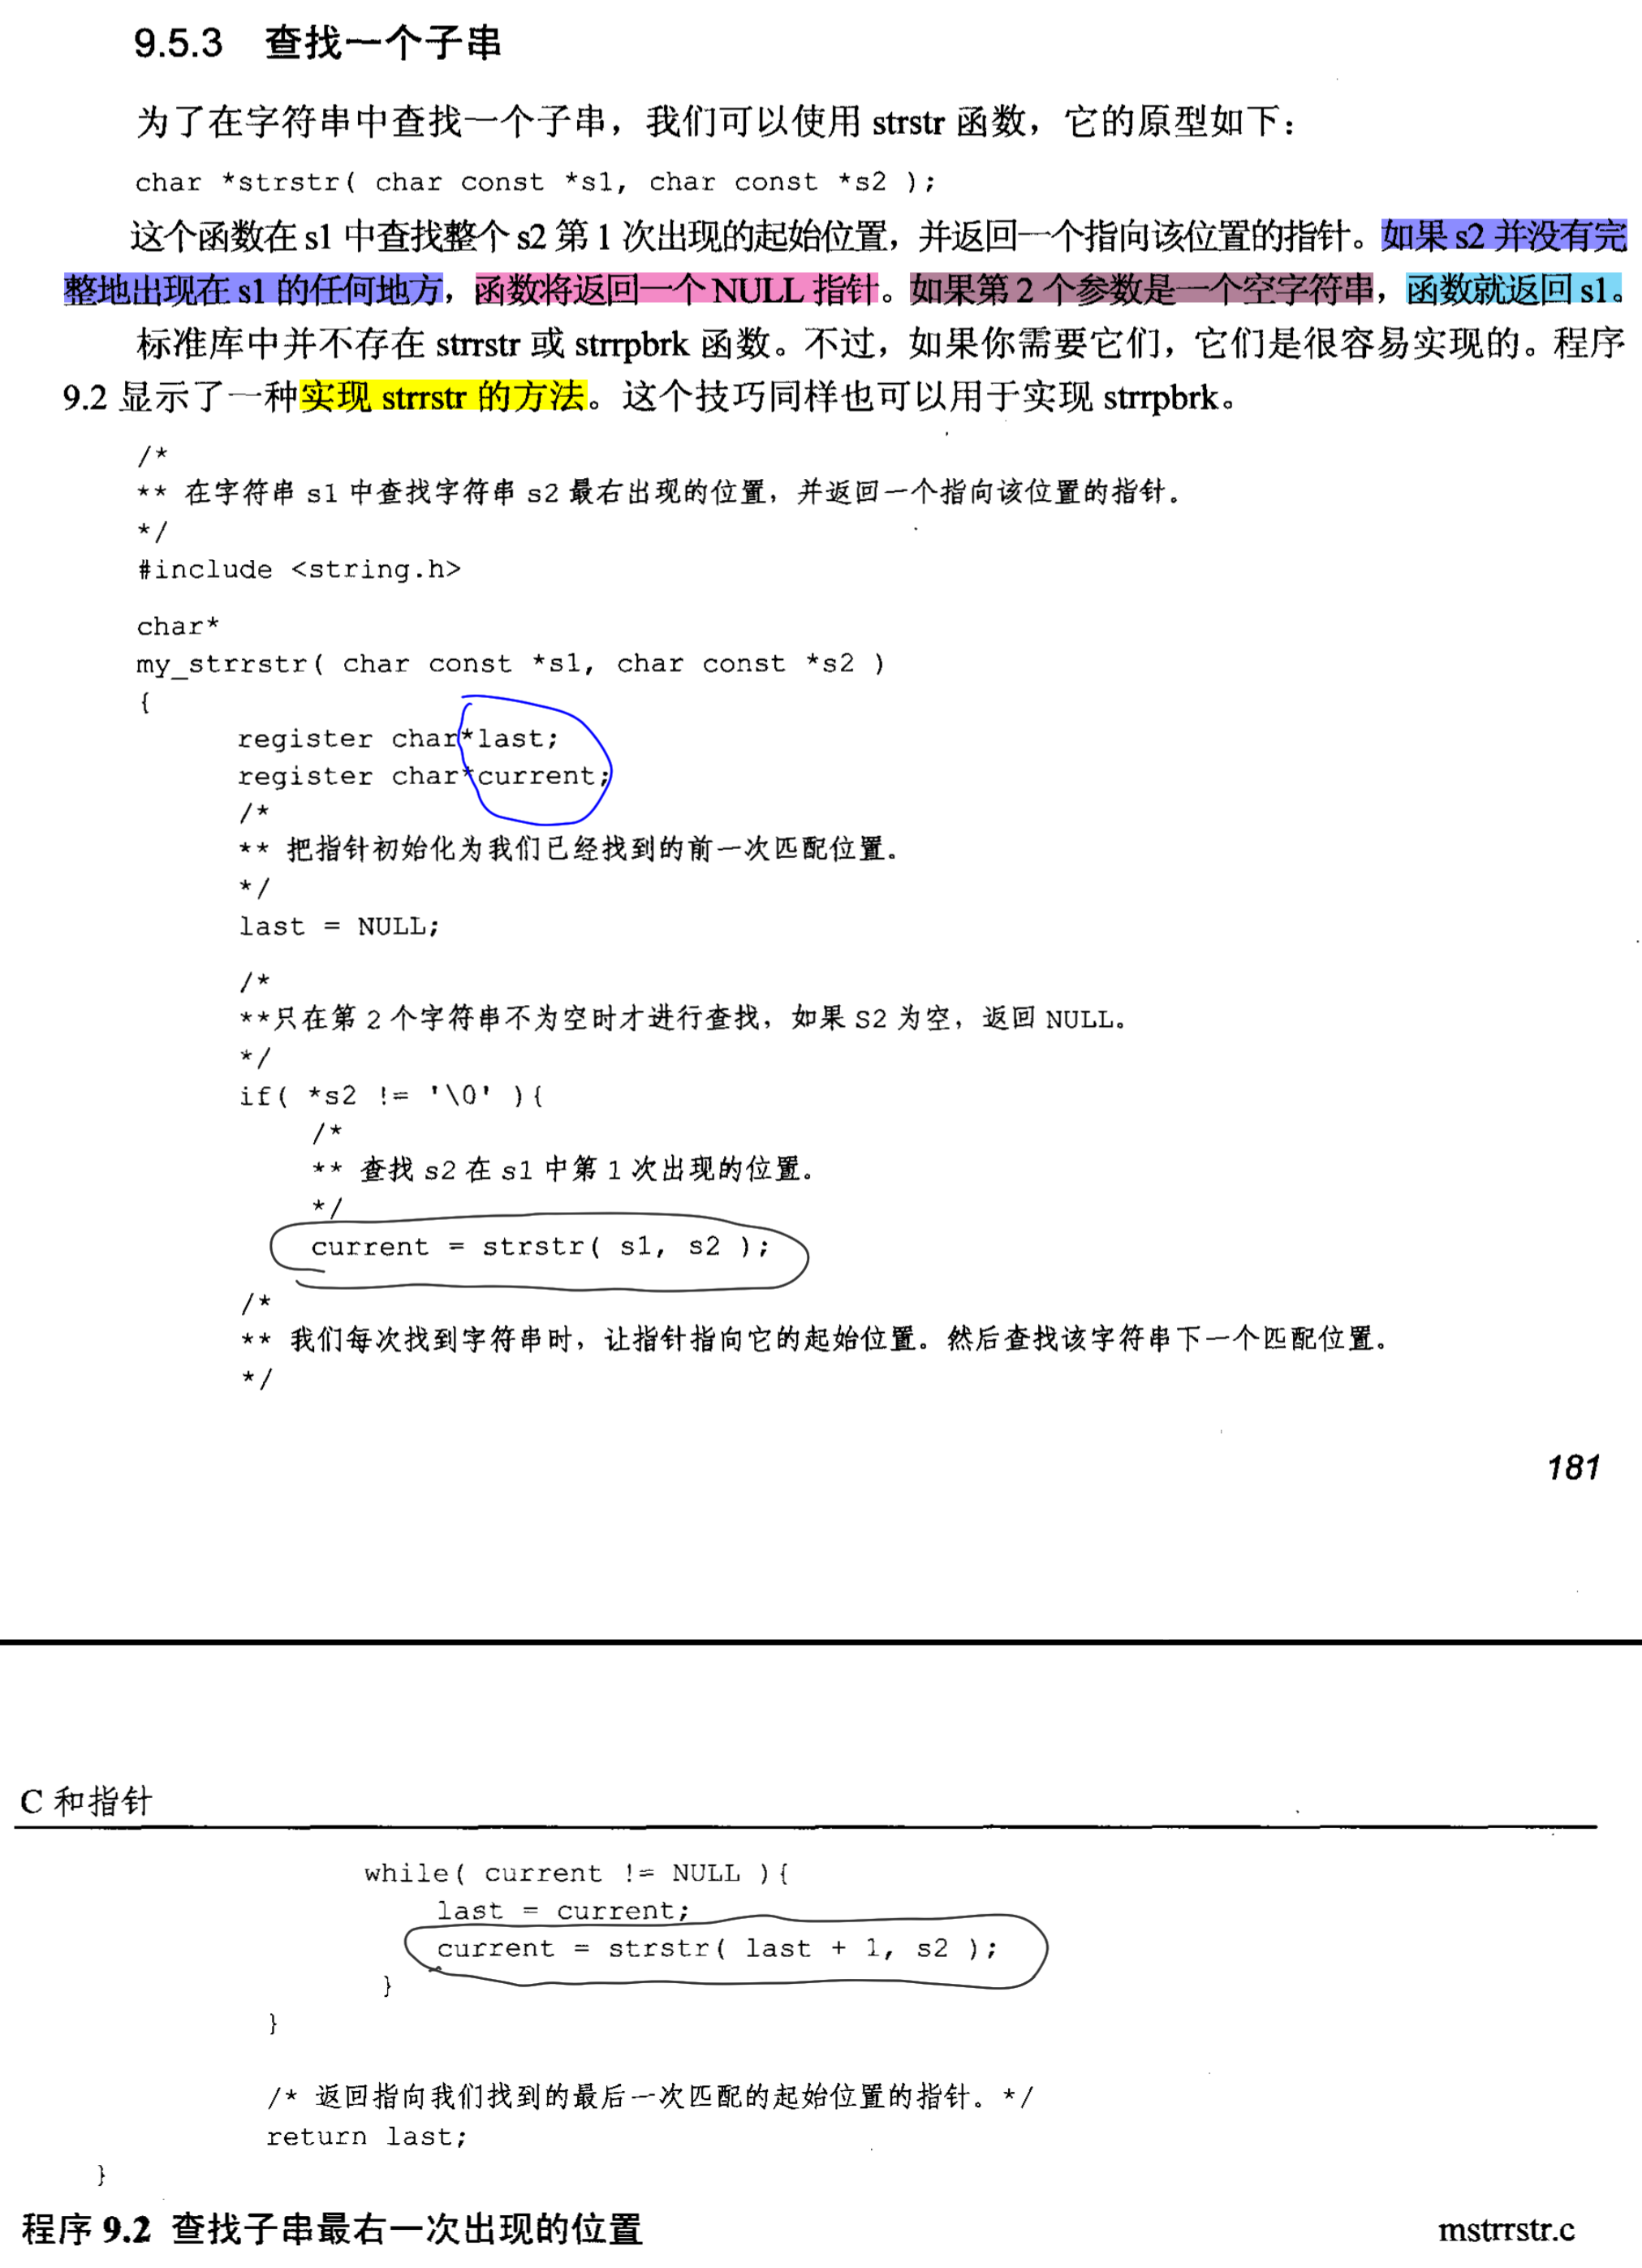 9.5.3 查找一个子串
为了在字符串中查找一个子串，我们可以使用 strstr 函数，它的原型如下：
char *strstr( char const *s1, char const *s2 );
这个函数在 s1 中查找整个 s2 第 1 次出现的起始位置，并返回一个指向该位置的指针。如果 s2 并没有完
整地出现在 s1 的任何地方，函数将返回一个 NULL 指针。如果第 2 个参数是一个空字符串，函数就返回 s1。
标准库中并不存在 strrstr 或 strrpbrk 函数。不过，如果你需要它们，它们是很容易实现的。程序
9.2 显示了一种实现 strrstr 的方法。这个技巧同样也可以用于实现 strrpbrk。
/*
** 在字符串 s1 中查找字符串 s2 最右出现的位置，并返回一个指向该位置的指针。
*/
#include <string.h>
char*
my_strrstr( char const *s1, char const *s2 )
{
register char*last;
register char*current;
/*
** 把指针初始化为我们已经找到的前一次匹配位置。
*/
last = NULL;
/*
**只在第 2 个字符串不为空时才进行查找，如果 S2 为空，返回 NULL。
*/
if( *s2 != '\0' ){
/*
** 查找 s2 在 s1 中第 1 次出现的位置。
*/
current = strstr( s1, s2 );
/*
** 我们每次找到字符串时，让指针指向它的起始位置。然后查找该字符串下一个匹配位置。
*/
181
C 和指针
while( current != NULL ){
last = current;
current = strstr( last + 1, s2 );
}
}
/* 返回指向我们找到的最后一次匹配的起始位置的指针。*/
return last;
}
程序 9.2 查找子串最右一次出现的位置 mstrrstr.c